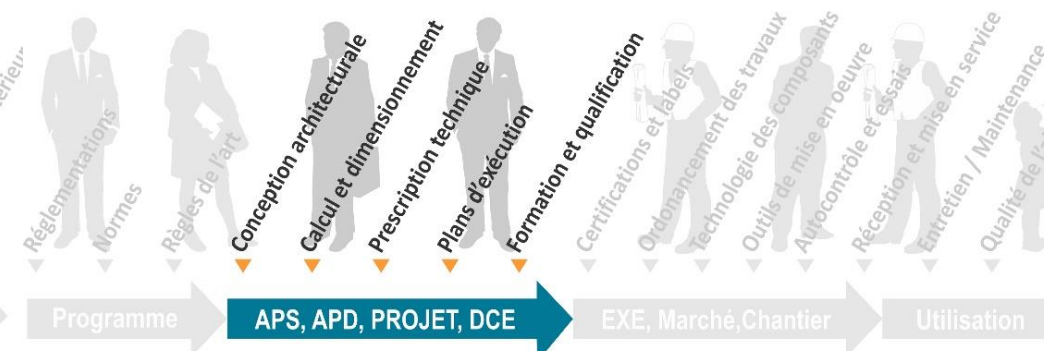 Réglementations
Normes
Règles de l'art
Conception architecturale
Calcul et dimensionnement
Prescription technique
Plans d'exécution
Formation et qualification
Certifications et labels
Ordonnancement des travaux
Technologie des composants
Outils de mise en oeuvre
Autocontrôle et essais
Réception et mise en service
Entretien / Maintenance
Qualité de l'a
Programme
APS, APD, PROJET, DCE
EXE, Marché,Chantier
Utilisation